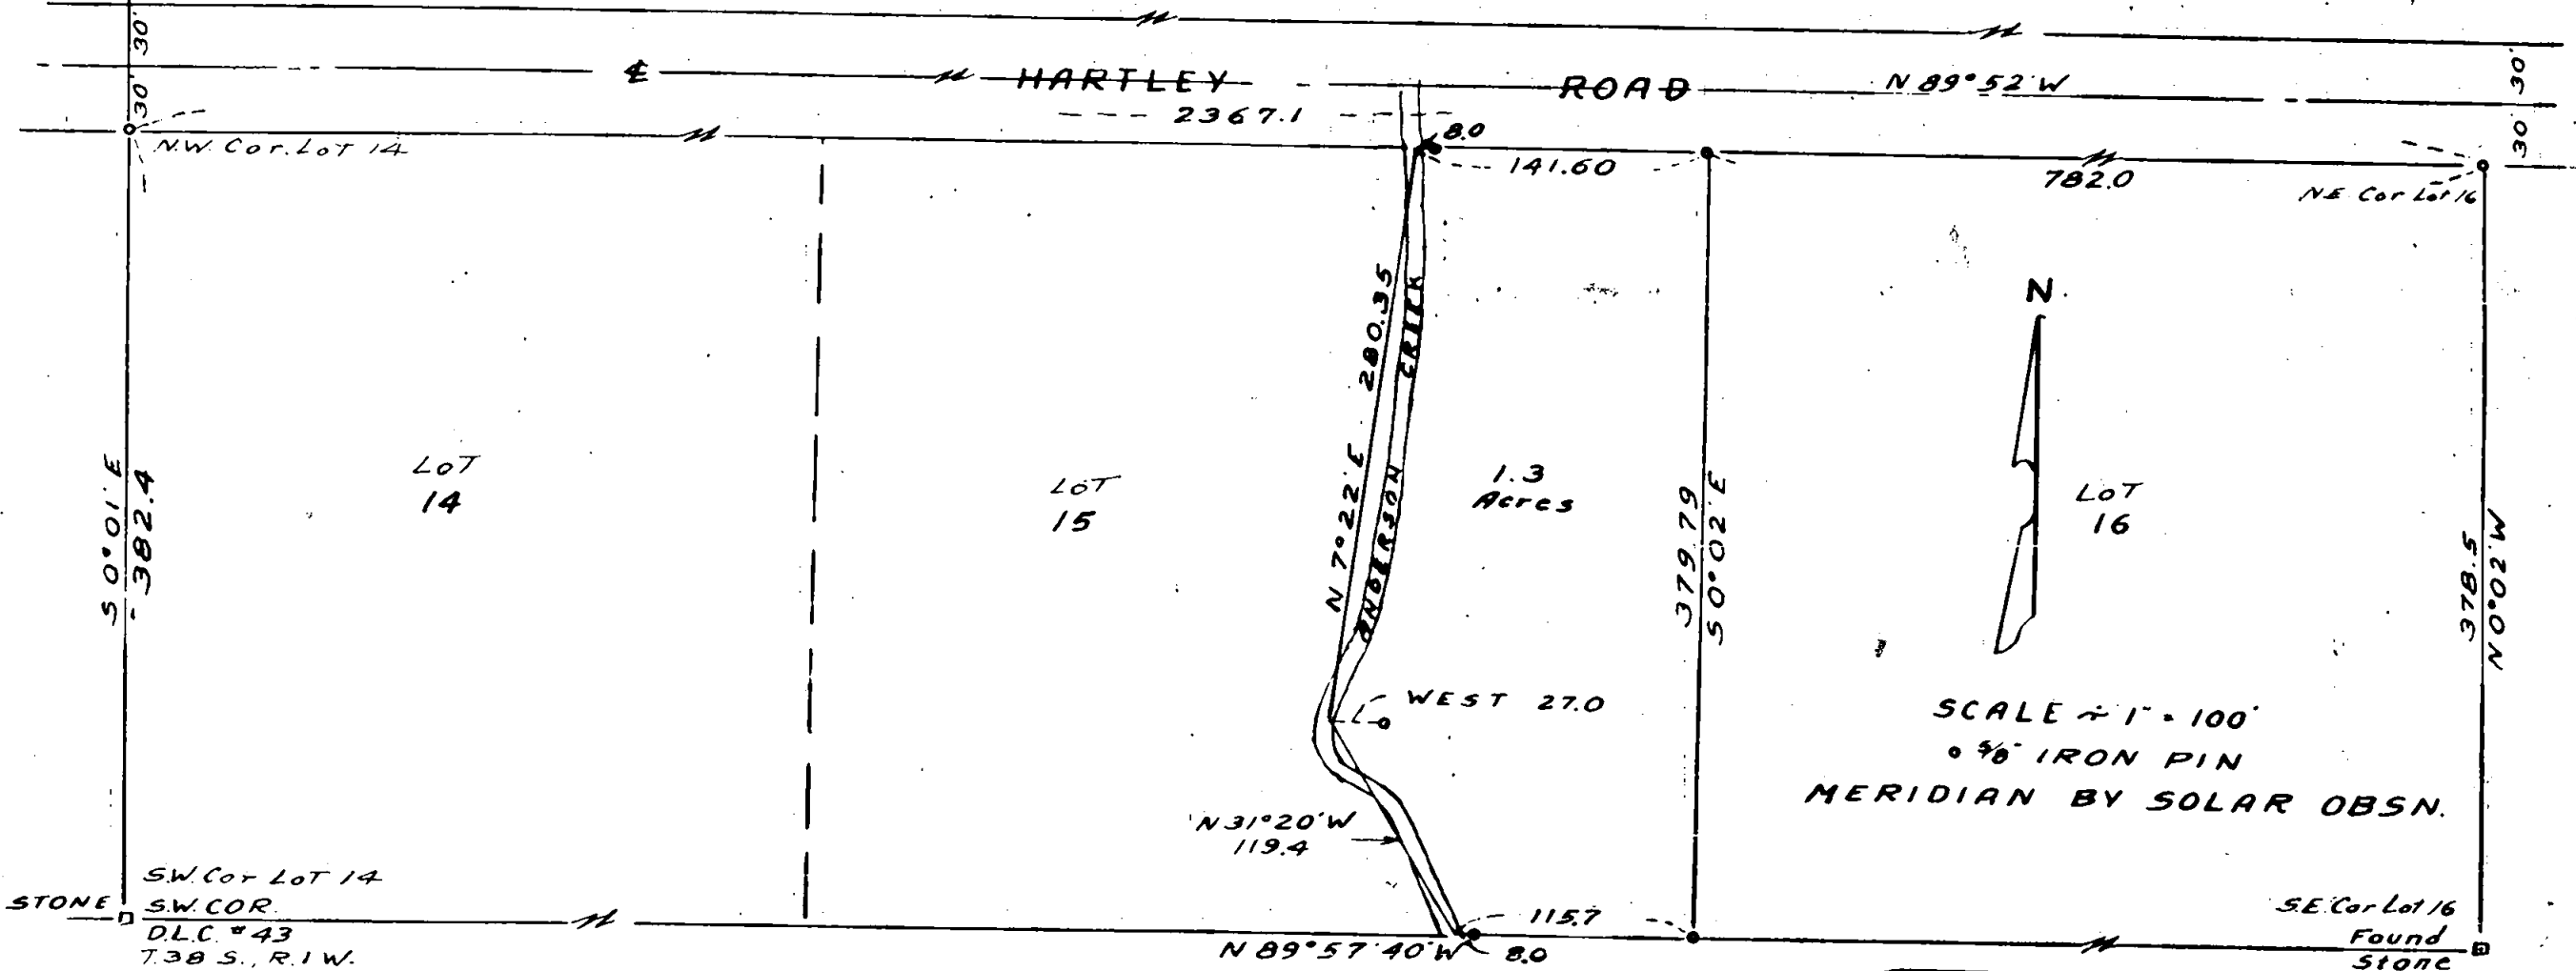 30'
30'
℄ HARTLEY ROAD N 89°52'W
2367.1
30'
30'
N.W. Cor. LOT 14
8.0
141.60
782.0
N.E. Cor Lot 16
N
S 0°01'E
382.4
LOT
14
LOT
15
N 7°22'E 280.35
ANDERSON CREEK
1.3
Acres
379.79
S 0°02'E
LOT
16
378.5
N 0°02'W
WEST 27.0
SCALE ~ 1" = 100'
5/8" IRON PIN
MERIDIAN BY SOLAR OBSN.
N 31°20'W
119.4
STONE
S.W. Cor LOT 14
S.W. COR.
D.L.C. #43
T.38 S., R.1 W.
115.7
N 89°57'40"W
8.0
S.E. Cor Lot 16
Found
Stone